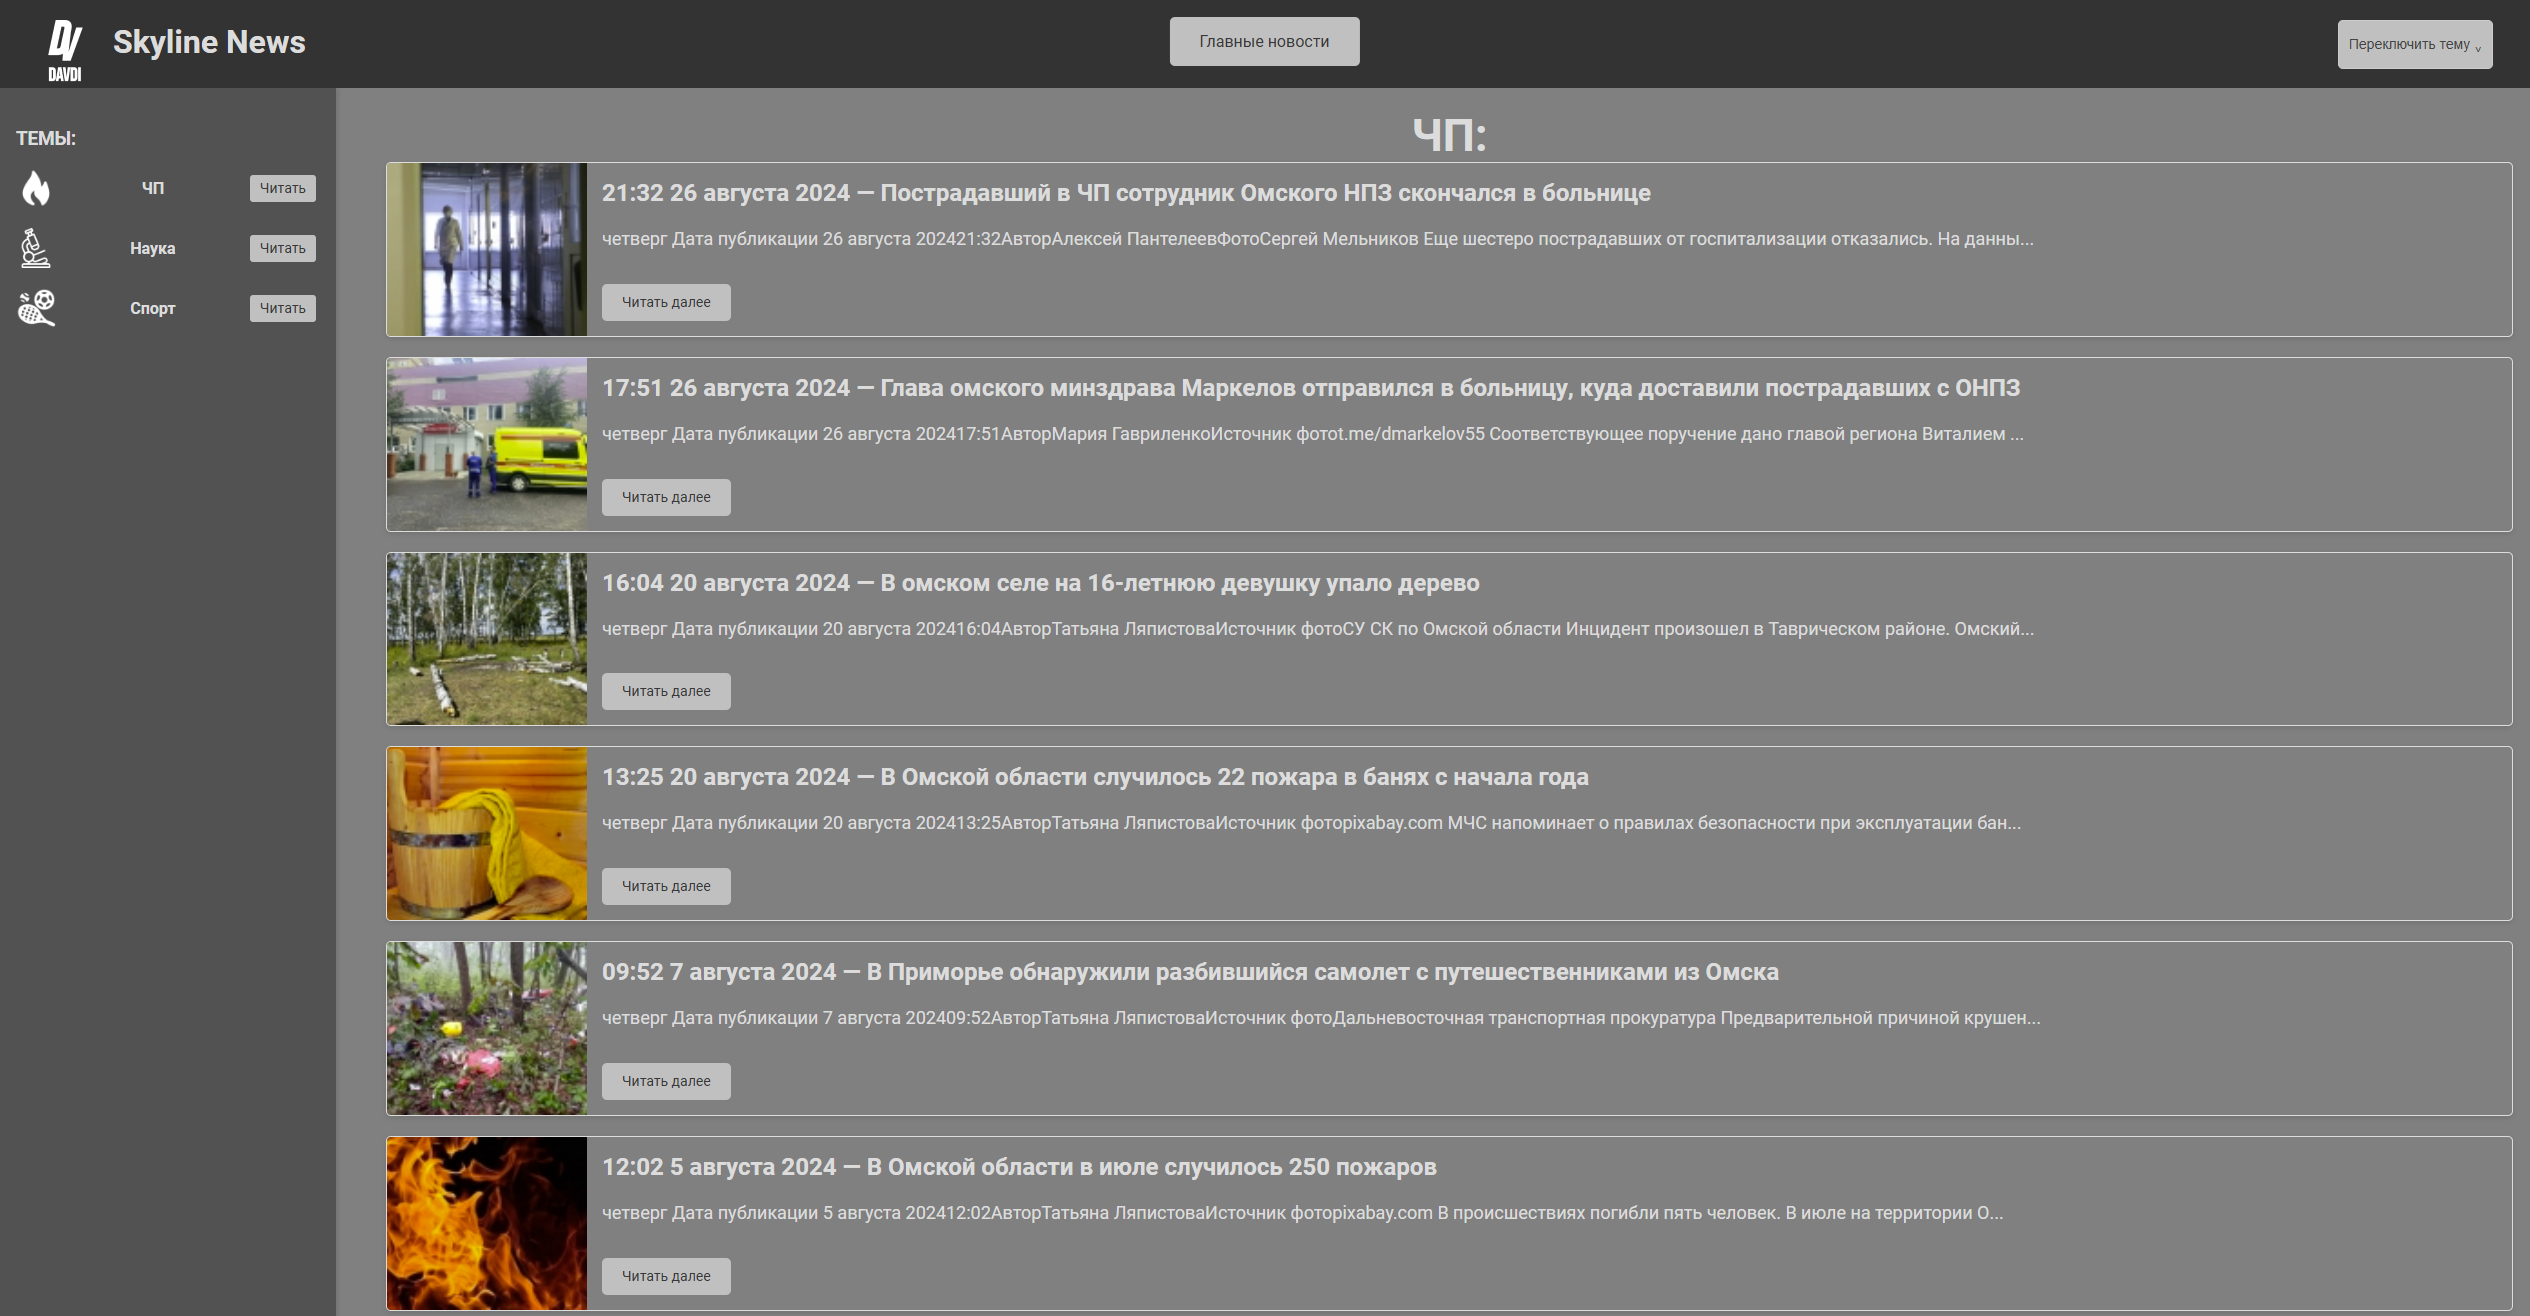 DAVDI
Skyline News
Главные новости
Переключить тему v
ТЕМЫ:
ЧП Читать
Наука Читать
Спорт Читать
ЧП:
21:32 26 августа 2024 — Пострадавший в ЧП сотрудник Омского НПЗ скончался в больнице
четверг Дата публикации 26 августа 202421:32АвторАлексей ПантелеевФотоСергей Мельников Еще шестеро пострадавших от госпитализации отказались. На данны...
Читать далее
17:51 26 августа 2024 — Глава омского минздрава Маркелов отправился в больницу, куда доставили пострадавших с ОНПЗ
четверг Дата публикации 26 августа 202417:51АвторМария ГавриленкоИсточник фотоt.me/dmarkelov55 Соответствующее поручение дано главой региона Виталием ...
Читать далее
16:04 20 августа 2024 — В омском селе на 16-летнюю девушку упало дерево
четверг Дата публикации 20 августа 202416:04АвторТатьяна ЛяпистоваИсточник фотоСУ СК по Омской области Инцидент произошел в Таврическом районе. Омский...
Читать далее
13:25 20 августа 2024 — В Омской области случилось 22 пожара в банях с начала года
четверг Дата публикации 20 августа 202413:25АвторТатьяна ЛяпистоваИсточник фотоpixabay.com МЧС напоминает о правилах безопасности при эксплуатации бан...
Читать далее
09:52 7 августа 2024 — В Приморье обнаружили разбившийся самолет с путешественниками из Омска
четверг Дата публикации 7 августа 202409:52АвторТатьяна ЛяпистоваИсточник фотоДальневосточная транспортная прокуратура Предварительной причиной крушен...
Читать далее
12:02 5 августа 2024 — В Омской области в июле случилось 250 пожаров
четверг Дата публикации 5 августа 202412:02АвторТатьяна ЛяпистоваИсточник фотоpixabay.com В происшествиях погибли пять человек. В июле на территории О...
Читать далее